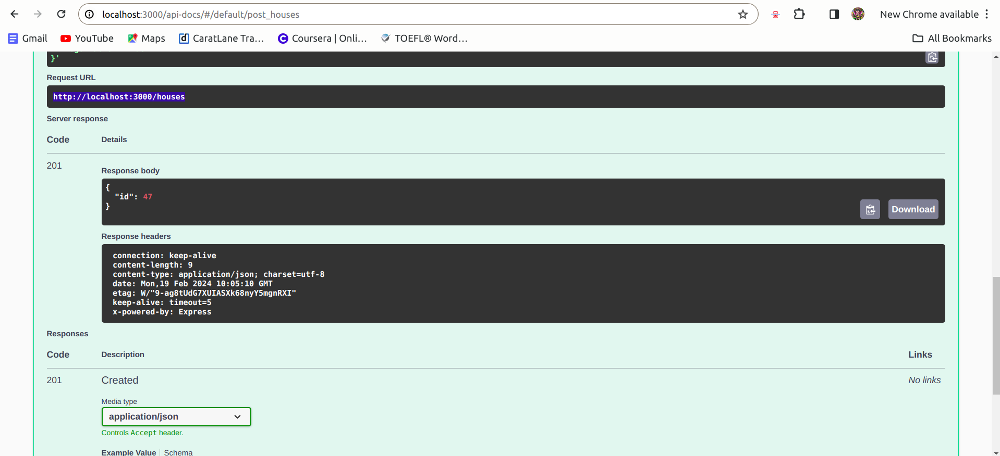 localhost:3000/api-docs/#/default/post_houses
New Chrome available
Gmail
YouTube
Maps
CaratLane Tra...
Coursera | Onli...
TOEFL® Word...
All Bookmarks
}'
Request URL
http://localhost:3000/houses
Server response
Code Details
201
Response body
{
"id": 47
}
Download
Response headers
connection: keep-alive
content-length: 9
content-type: application/json; charset=utf-8
date: Mon,19 Feb 2024 10:05:10 GMT
etag: W/"9-ag8tUdG7XUIASXk68nyY5mgnRXI"
keep-alive: timeout=5
x-powered-by: Express
Responses
Code Description Links
201 Created No links
Media type
application/json
Controls Accept header.
Example Value Schema